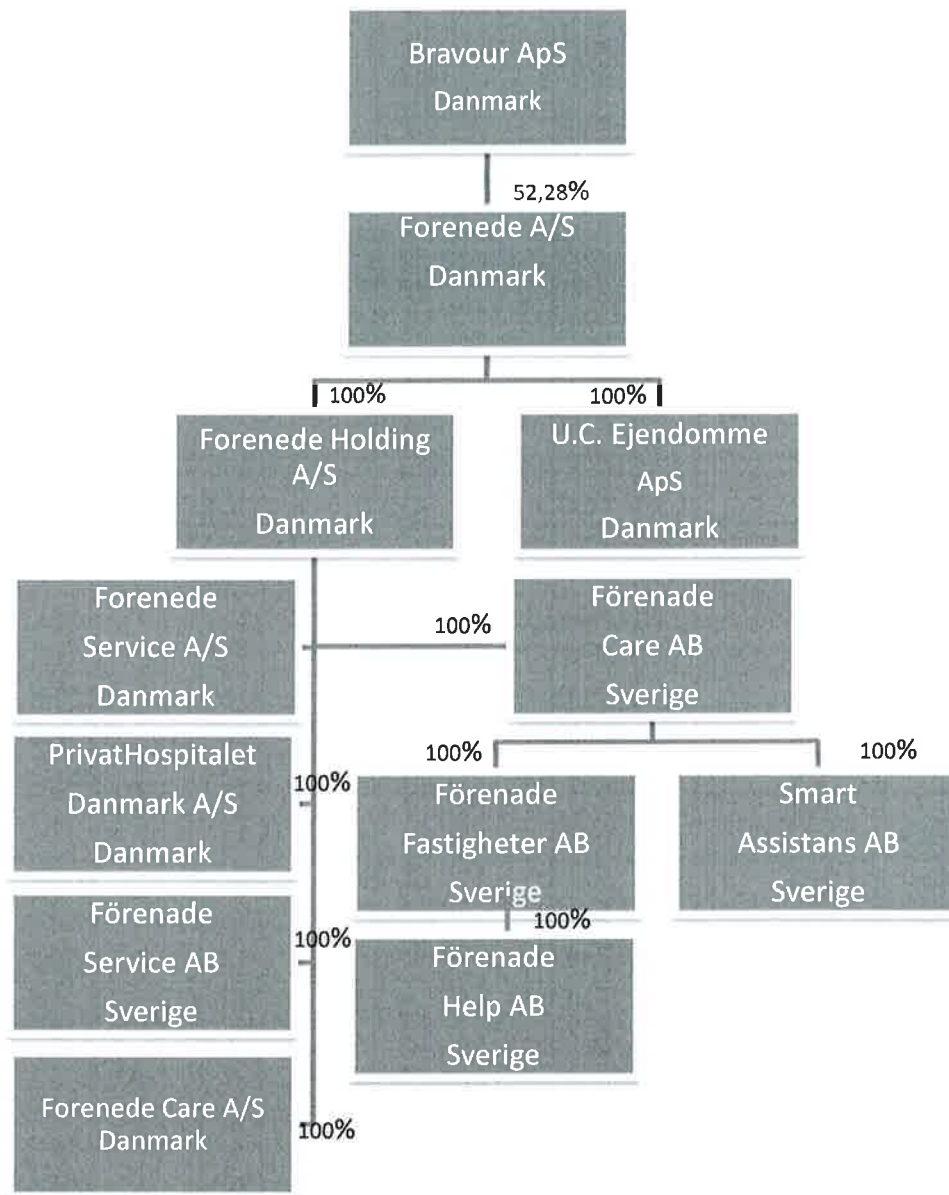 Bravour ApS
Danmark
52,28%
Forenede A/S
Danmark
100%
100%
Forenede Holding
A/S
Danmark
U.C. Ejendomme
ApS
Danmark
Forenede
Service A/S
Danmark
100%
Förenade
Care AB
Sverige
PrivatHospitalet
Danmark A/S
Danmark
100%
100%
Förenade
Fastigheter AB
Sverige
100%
Smart
Assistans AB
Sverige
Förenade
Service AB
Sverige
100%
100%
Förenade
Help AB
Sverige
Forenede Care A/S
Danmark
100%